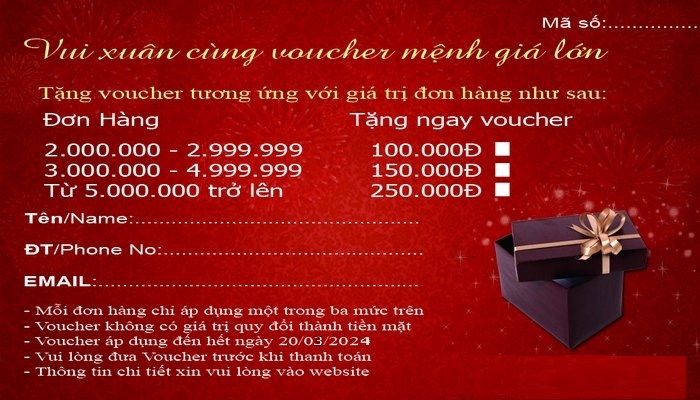 Mã số:................
Vui xuân cùng voucher mệnh giá lớn
Tặng voucher tương ứng với giá trị đơn hàng như sau:
Đơn Hàng Tặng ngay voucher
2.000.000 - 2.999.999 100.000Đ
3.000.000 - 4.999.999 150.000Đ
Từ 5.000.000 trở lên 250.000Đ
Tên/Name:.................................................
ĐT/Phone No:.............................................
EMAIL:........................................................
- Mỗi đơn hàng chỉ áp dụng một trong ba mức trên
- Voucher không có giá trị quy đổi thành tiền mặt
- Voucher áp dụng đến hết ngày 20/03/2024
- Vui lòng đưa Voucher trước khi thanh toán
- Thông tin chi tiết xin vui lòng vào website